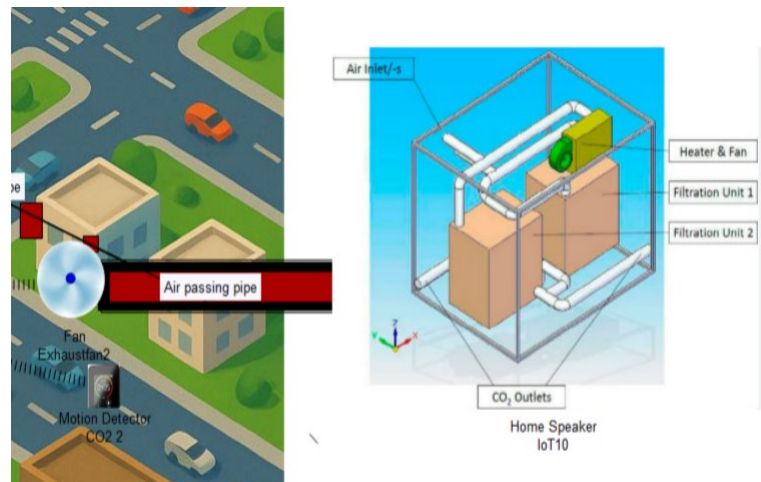 pe
Air passing pipe
Fan
Exhaustfan2
Motion Detector
CO2 2
Air Inlet/-s
Heater & Fan
Filtration Unit 1
Filtration Unit 2
Z
Y
X
CO₂ Outlets
Home Speaker
IoT10